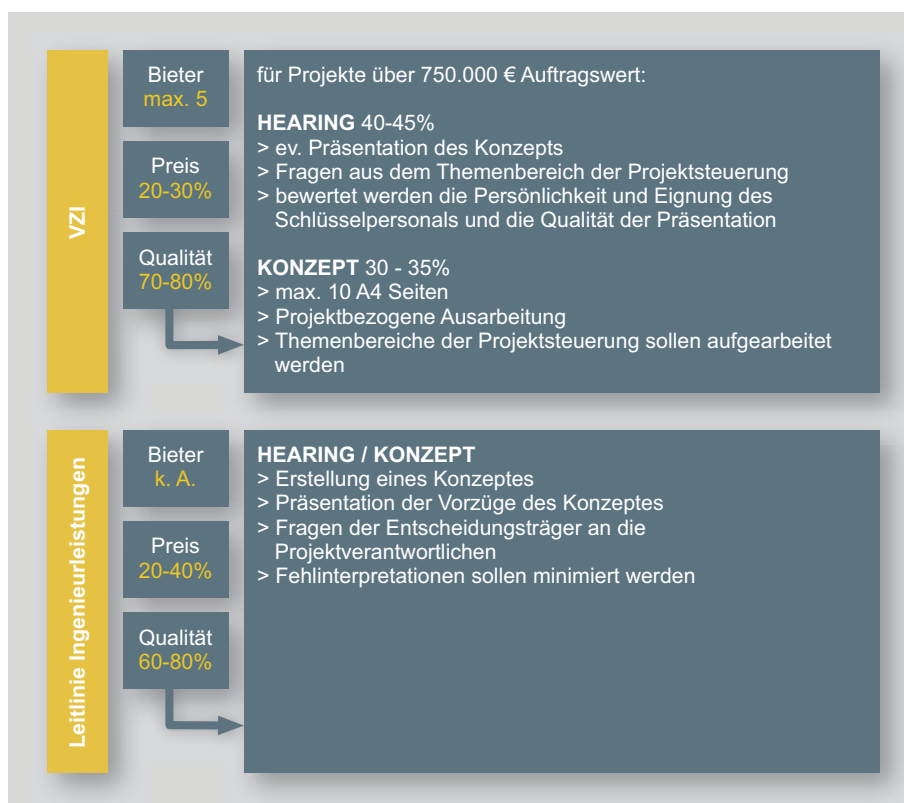 VZI
Bieter
max. 5
Preis
20-30%
Qualität
70-80%
für Projekte über 750.000 € Auftragswert:
HEARING 40-45%
> ev. Präsentation des Konzepts
> Fragen aus dem Themenbereich der Projektsteuerung
> bewertet werden die Persönlichkeit und Eignung des
Schlüsselpersonals und die Qualität der Präsentation
KONZEPT 30 - 35%
> max. 10 A4 Seiten
> Projektbezogene Ausarbeitung
> Themenbereiche der Projektsteuerung sollen aufgearbeitet
werden
Leitlinie Ingenieurleistungen
Bieter
k. A.
Preis
20-40%
Qualität
60-80%
HEARING / KONZEPT
> Erstellung eines Konzeptes
> Präsentation der Vorzüge des Konzeptes
> Fragen der Entscheidungsträger an die
Projektverantwortlichen
> Fehlinterpretationen sollen minimiert werden